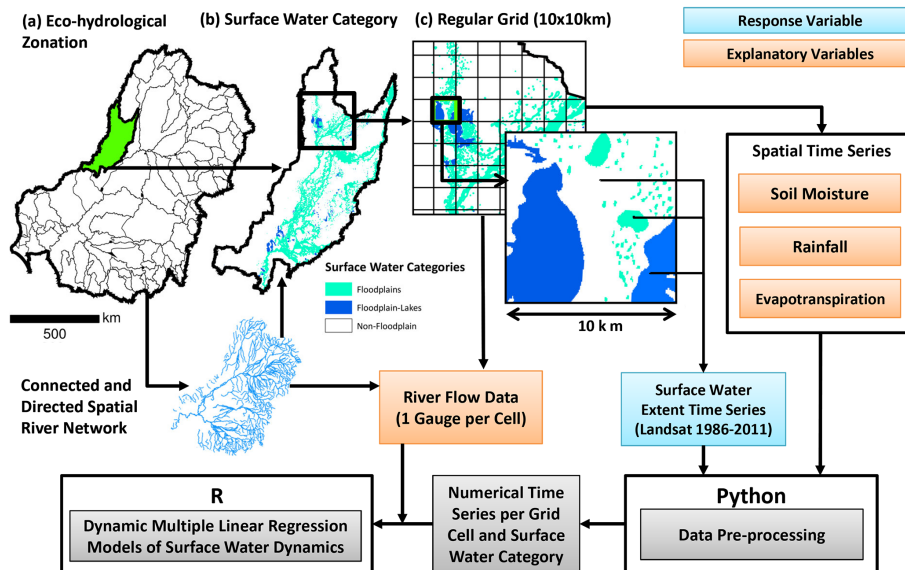 (a) Eco-hydrological
Zonation
(b) Surface Water Category
(c) Regular Grid (10x10km)
Response Variable
Explanatory Variables
Spatial Time Series
Soil Moisture
Rainfall
Evapotranspiration
Surface Water Categories
Floodplains
Floodplain-Lakes
Non-Floodplain
km
500
10 k m
Connected and
Directed Spatial
River Network
River Flow Data
(1 Gauge per Cell)
Surface Water
Extent Time Series
(Landsat 1986-2011)
R
Dynamic Multiple Linear Regression
Models of Surface Water Dynamics
Numerical Time
Series per Grid
Cell and Surface
Water Category
Python
Data Pre-processing